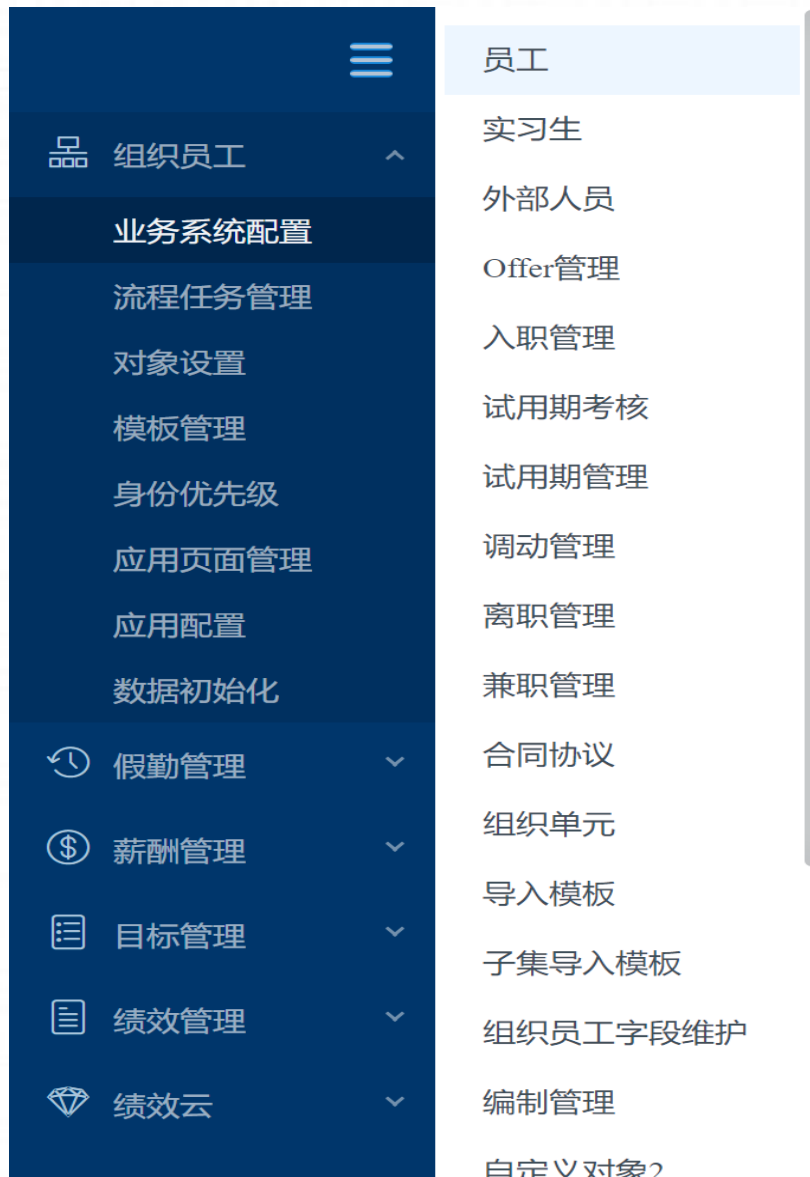 组织员工
业务系统配置
流程任务管理
对象设置
模板管理
身份优先级
应用页面管理
应用配置
数据初始化
假勤管理
薪酬管理
目标管理
绩效管理
绩效云
员工
实习生
外部人员
Offer管理
入职管理
试用期考核
试用期管理
调动管理
离职管理
兼职管理
合同协议
组织单元
导入模板
子集导入模板
组织员工字段维护
编制管理
自定义对象2